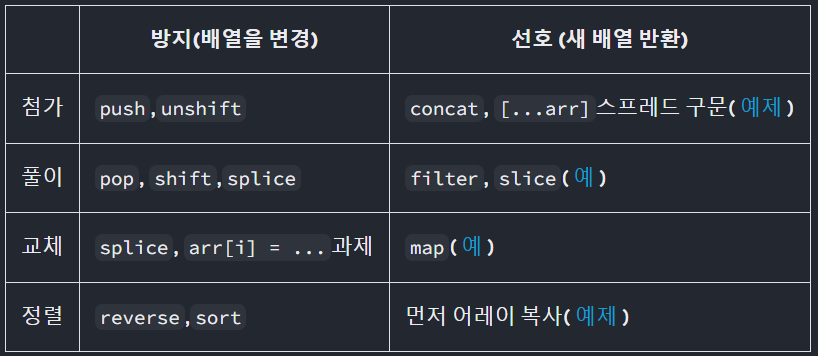 방지(배열을 변경) 선호 (새 배열 반환)
첨가 push,unshift concat, [...arr]스프레드 구문( 예제 )
풀이 pop, shift,splice filter, slice( 예 )
교체 splice, arr[i] = ...과제 map( 예 )
정렬 reverse,sort 먼저 어레이 복사( 예제 )